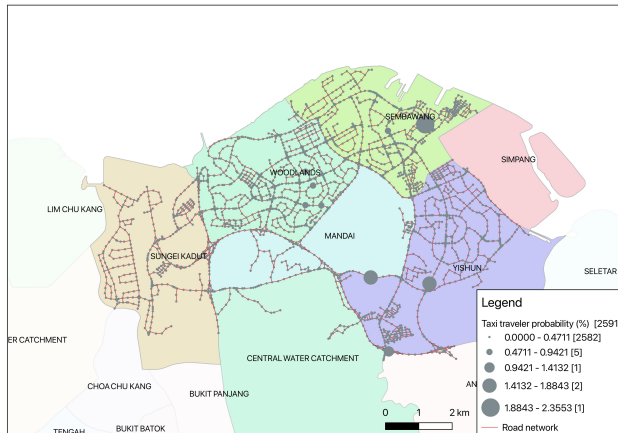 SEMBAWANG
SIMPANG
WOODLANDS
LIM CHU KANG
MANDAI
SUNGEI KADUT
YISHUN
SELETAR
ER CATCHMENT
CENTRAL WATER CATCHMENT
CHOA CHU KANG
BUKIT PANJANG
AN
BUKIT BATOK
TENGAH
0 1 2 km
Legend
Taxi traveler probability (%) [2591
0.0000 - 0.4711 [2582]
0.4711 - 0.9421 [5]
0.9421 - 1.4132 [1]
1.4132 - 1.8843 [2]
1.8843 - 2.3553 [1]
Road network